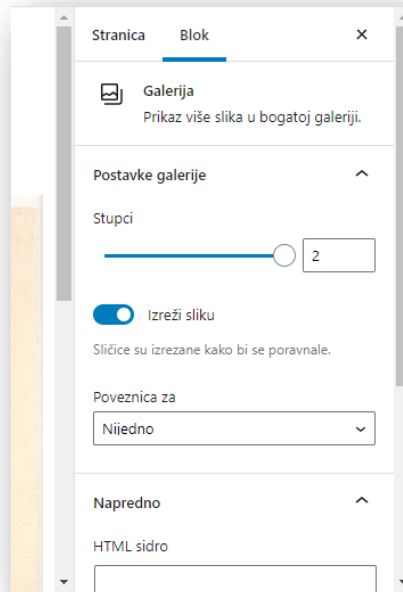 Stranica Blok
Galerija
Prikaz više slika u bogatoj galeriji.
Postavke galerije
Stupci
2
Izreži sliku
Sličice su izrezane kako bi se poravnale.
Poveznica za
Nijedno
Napredno
HTML sidro